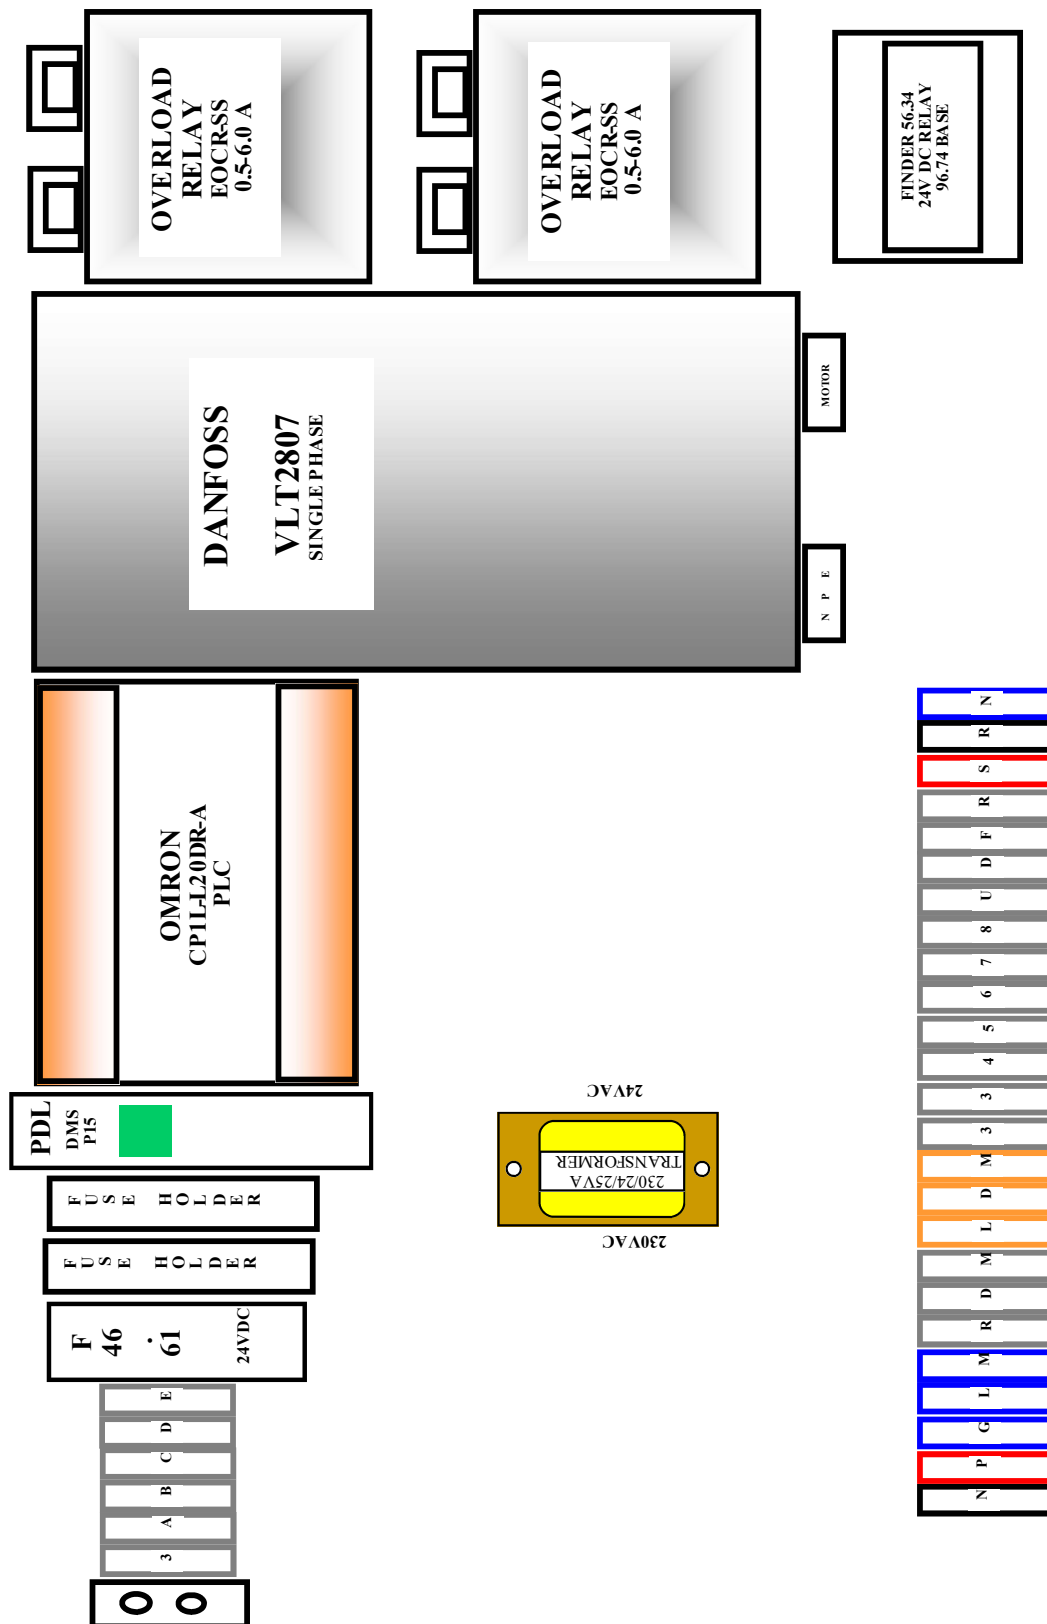 OVERLOAD
RELAY
EOCR-SS
0.5-6.0 A
OVERLOAD
RELAY
EOCR-SS
0.5-6.0 A
FINDER 56.34
24V DC RELAY
96.74 BASE
DANFOSS
VLT2807
SINGLE PHASE
MOTOR
N P E
OMRON
CP1L-L20DR-A
PLC
PDL
DMS
P15
FUSE HOLDER
FUSE HOLDER
F
46
.
61
24VDC
E
D
C
B
A
3
24VAC
230/24/25VA
TRANSFORMER
230VAC
N
R
S
R
F
D
U
8
7
6
5
4
3
3
M
D
L
M
D
R
M
L
G
P
N